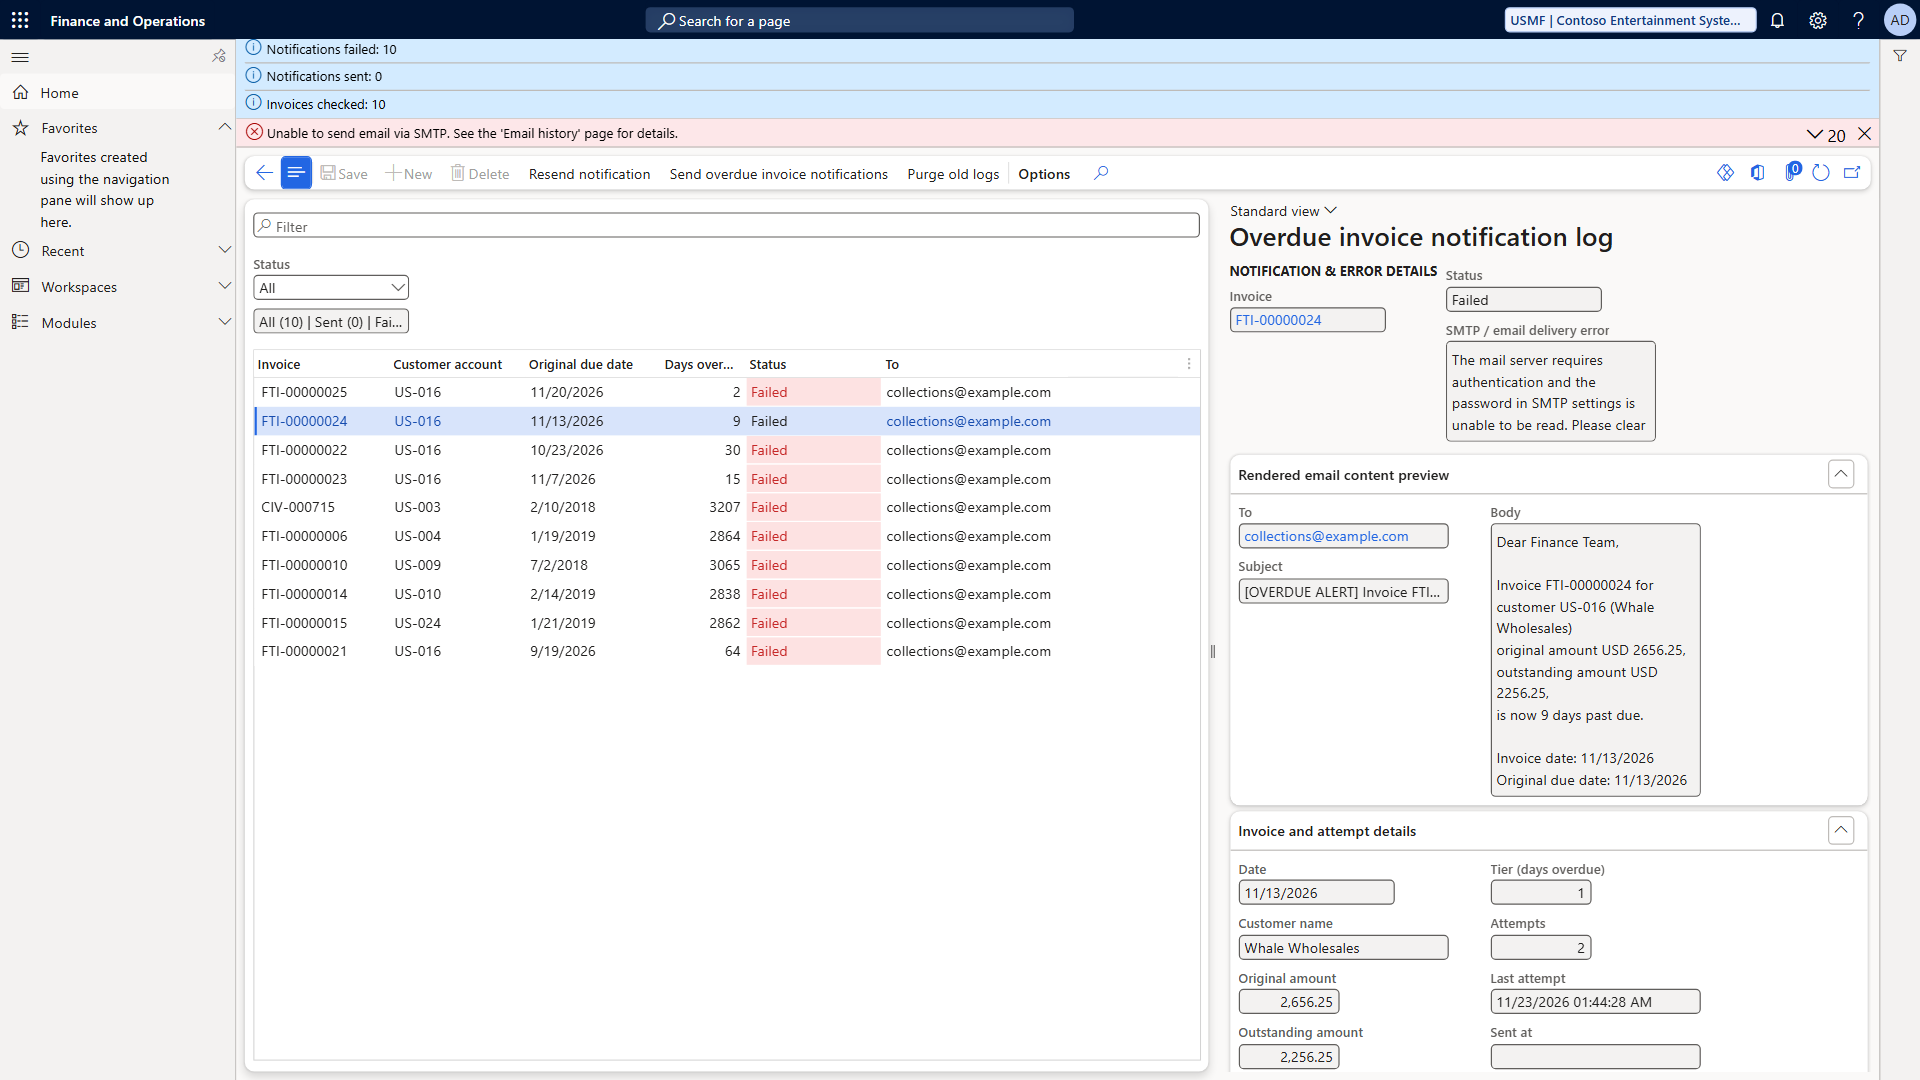 Finance and Operations
Search for a page
USMF | Contoso Entertainment Syste...
AD
Home
Favorites
Favorites created
using the navigation
pane will show up
here.
Recent
Workspaces
Modules
Notifications failed: 10
Notifications sent: 0
Invoices checked: 10
Unable to send email via SMTP. See the 'Email history' page for details.
20
Save
New
Delete
Resend notification
Send overdue invoice notifications
Purge old logs
Options
0
Filter
Status
All
All (10) | Sent (0) | Fai...
Invoice Customer account Original due date Days over... Status To
FTI-00000025 US-016 11/20/2026 2 Failed collections@example.com
FTI-00000024 US-016 11/13/2026 9 Failed collections@example.com
FTI-00000022 US-016 10/23/2026 30 Failed collections@example.com
FTI-00000023 US-016 11/7/2026 15 Failed collections@example.com
CIV-000715 US-003 2/10/2018 3207 Failed collections@example.com
FTI-00000006 US-004 1/19/2019 2864 Failed collections@example.com
FTI-00000010 US-009 7/2/2018 3065 Failed collections@example.com
FTI-00000014 US-010 2/14/2019 2838 Failed collections@example.com
FTI-00000015 US-024 1/21/2019 2862 Failed collections@example.com
FTI-00000021 US-016 9/19/2026 64 Failed collections@example.com
Standard view
Overdue invoice notification log
NOTIFICATION & ERROR DETAILS
Invoice
FTI-00000024
Status
Failed
SMTP / email delivery error
The mail server requires
authentication and the
password in SMTP settings is
unable to be read. Please clear
Rendered email content preview
To
collections@example.com
Subject
[OVERDUE ALERT] Invoice FTI...
Body
Dear Finance Team,
Invoice FTI-00000024 for
customer US-016 (Whale
Wholesales)
original amount USD 2656.25,
outstanding amount USD
2256.25,
is now 9 days past due.
Invoice date: 11/13/2026
Original due date: 11/13/2026
Invoice and attempt details
Date
11/13/2026
Customer name
Whale Wholesales
Original amount
2,656.25
Outstanding amount
2,256.25
Tier (days overdue)
1
Attempts
2
Last attempt
11/23/2026 01:44:28 AM
Sent at